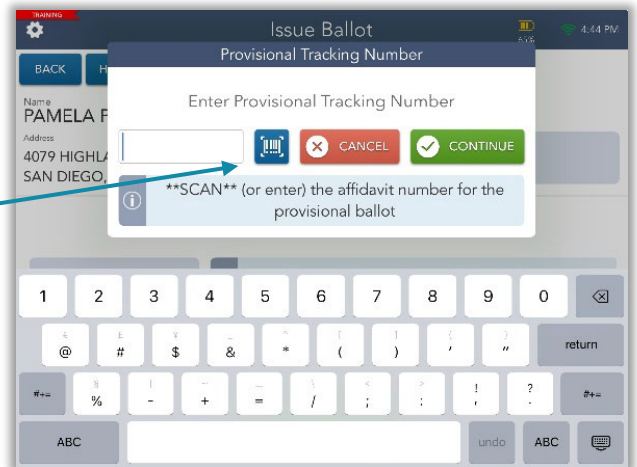 TRAINING
Issue Ballot
65%
4:44 PM
Provisional Tracking Number
BACK
H
Name
PAMELA F
Address
4079 HIGHLA
SAN DIEGO,
Enter Provisional Tracking Number
CANCEL
CONTINUE
**SCAN** (or enter) the affidavit number for the
provisional ballot
1 2 3 4 5 6 7 8 9 0
€ £ ¥ _ ^ [ ] { }
@ # $ & * ( ) ' " return
§ | ~ … \ < > ! ?
#+= % - + = / ; : , . #+=
ABC undo ABC